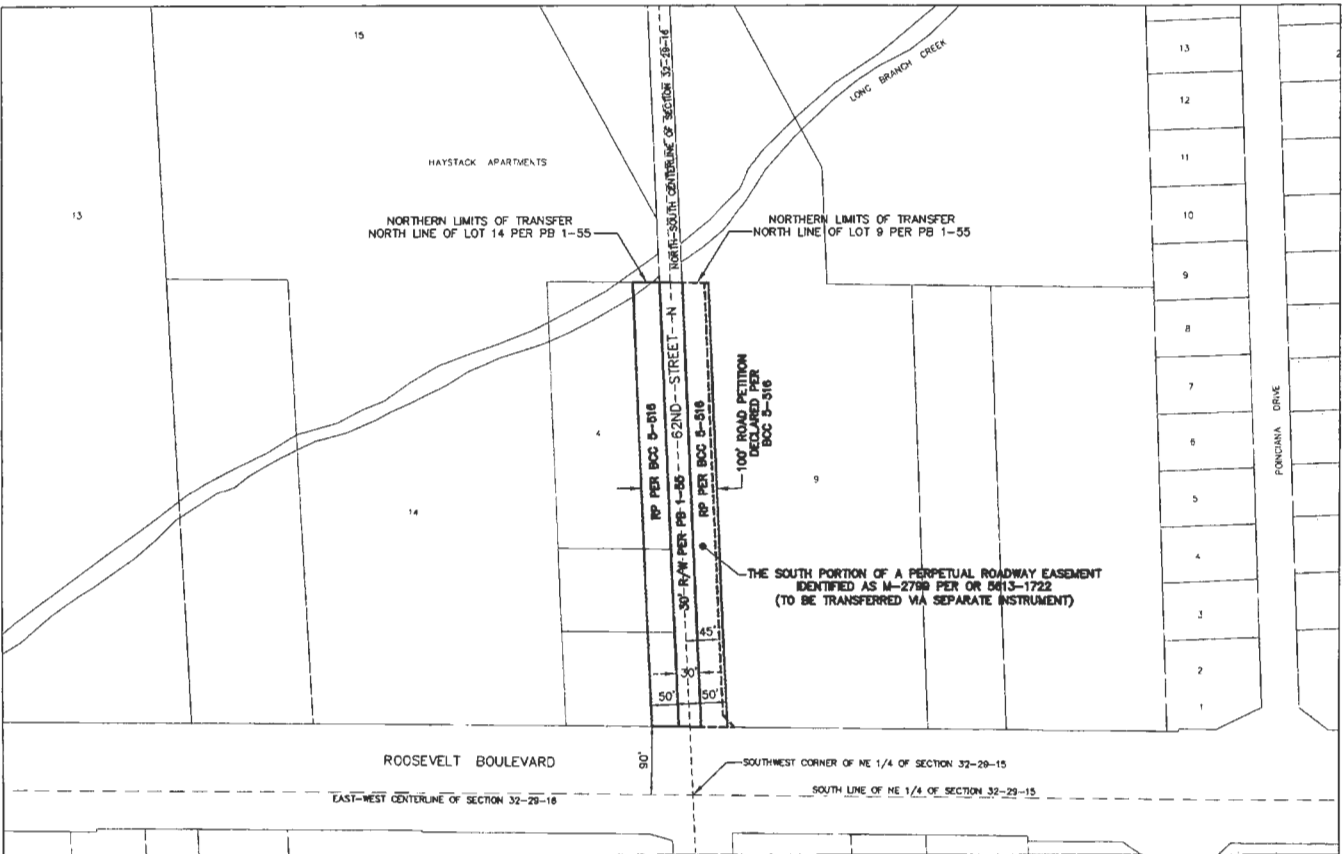 15
13
HAYSTACK APARTMENTS
NORTH-SOUTH CENTERLINE OF SECTION 32-29-16
LONG BRANCH CREEK
NORTHERN LIMITS OF TRANSFER
NORTH LINE OF LOT 14 PER PB 1-55
NORTHERN LIMITS OF TRANSFER
NORTH LINE OF LOT 9 PER PB 1-55
13
12
11
10
9
8
7
6
5
4
3
2
1
POINCIANA DRIVE
4
14
9
RP PER BCC 5-516
30' R/W PER PB 1-55
62ND STREET N
RP PER BCC 5-516
100' ROAD PETITION
DECLARED PER
BCC 5-516
THE SOUTH PORTION OF A PERPETUAL ROADWAY EASEMENT
IDENTIFIED AS M-2799 PER OR 5613-1722
(TO BE TRANSFERRED VIA SEPARATE INSTRUMENT)
45'
30'
50'
50'
90'
ROOSEVELT BOULEVARD
EAST-WEST CENTERLINE OF SECTION 32-29-16
SOUTHWEST CORNER OF NE 1/4 OF SECTION 32-29-15
SOUTH LINE OF NE 1/4 OF SECTION 32-29-15